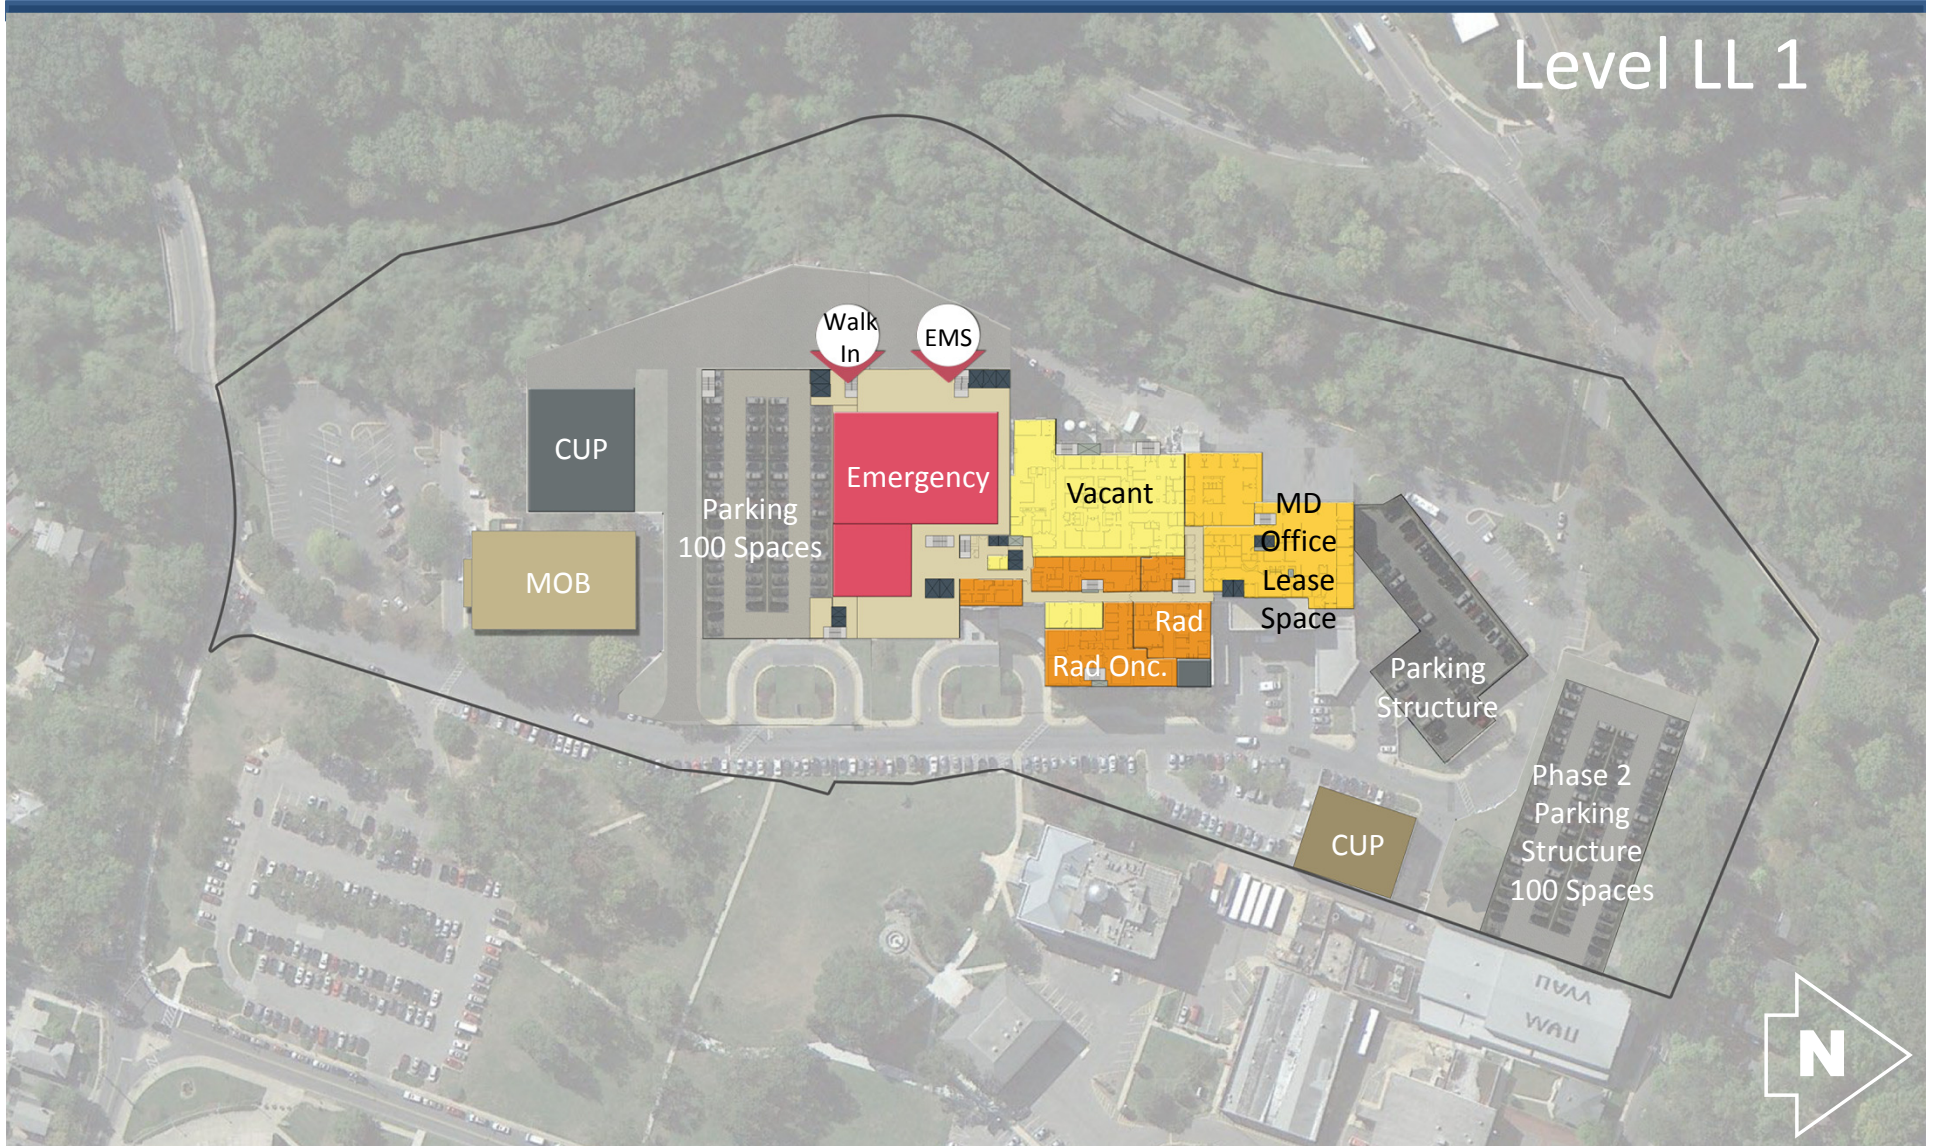 Level LL 1
Walk
In
EMS
CUP
Emergency
Vacant
MD
Office
Lease
Space
Parking
100 Spaces
MOB
Rad
Rad Onc.
Parking
Structure
Phase 2
Parking
Structure
100 Spaces
CUP
N